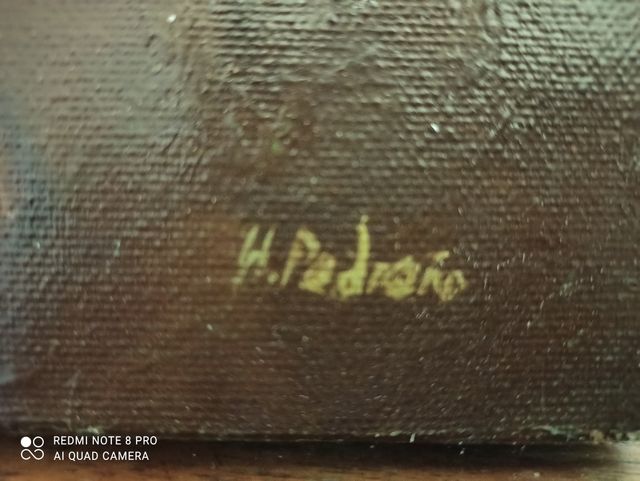 H. Pedraño
REDMI NOTE 8 PRO
AI QUAD CAMERA